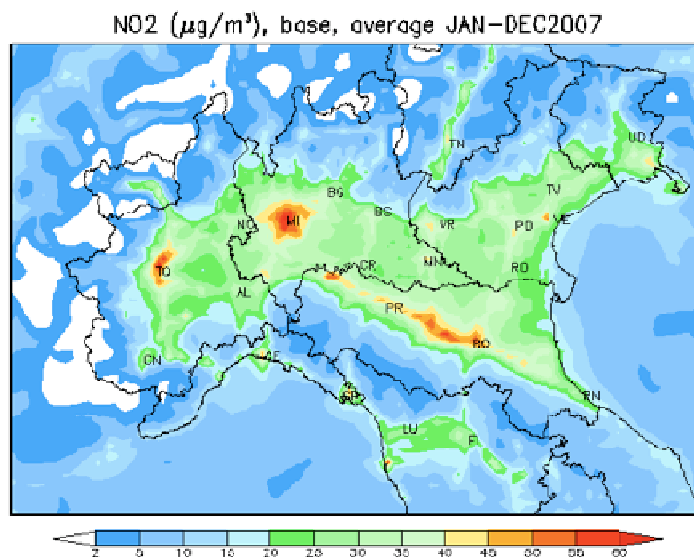 NO2 (μg/m³), base, average JAN–DEC2007
TN
UD
BG
TV
BS
NO
MI
VR
PD
VE
TO
CR
MN
RO
AL
PR
BO
GE
CN
SP
RN
LU
2 5 10 15 20 25 30 35 40 45 50 55 60